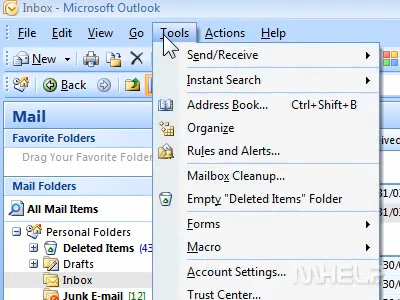 Inbox - Microsoft Outlook
File Edit View Go Tools Actions Help
New
Back
Send/Receive
Instant Search
Address Book... Ctrl+Shift+B
Organize
Rules and Alerts...
Mailbox Cleanup...
Empty "Deleted Items" Folder
Forms
Macro
Account Settings...
Trust Center...
Mail
Favorite Folders
Drag Your Favorite Folders
Mail Folders
All Mail Items
Personal Folders
Deleted Items (43
Drafts
Inbox
Junk E-mail [12]